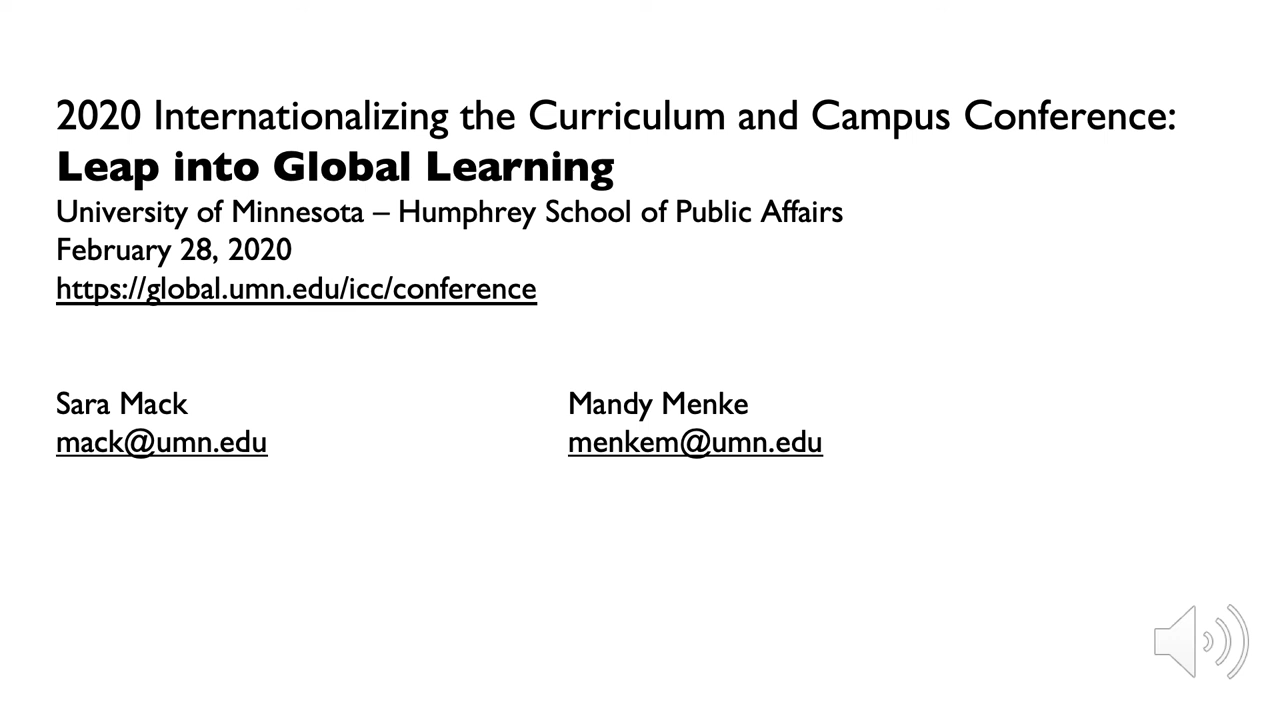 2020 Internationalizing the Curriculum and Campus Conference:
Leap into Global Learning
University of Minnesota – Humphrey School of Public Affairs
February 28, 2020
https://global.umn.edu/icc/conference
Sara Mack
mack@umn.edu
Mandy Menke
menkem@umn.edu